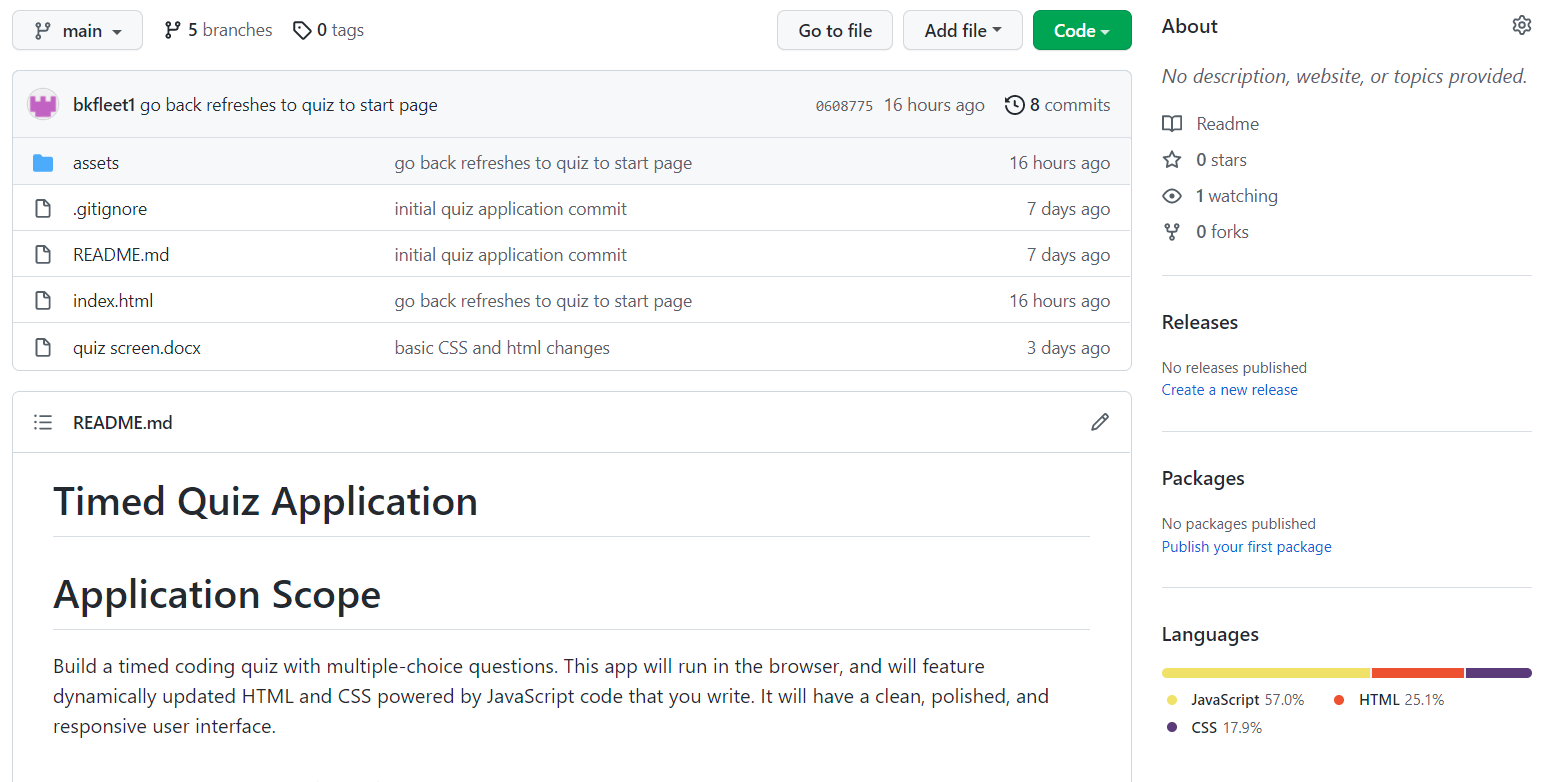 main 5 branches 0 tags Go to file Add file Code
bkfleet1 go back refreshes to quiz to start page 0608775 16 hours ago 8 commits
assets go back refreshes to quiz to start page 16 hours ago
.gitignore initial quiz application commit 7 days ago
README.md initial quiz application commit 7 days ago
index.html go back refreshes to quiz to start page 16 hours ago
quiz screen.docx basic CSS and html changes 3 days ago
README.md
Timed Quiz Application
Application Scope
Build a timed coding quiz with multiple-choice questions. This app will run in the browser, and will feature
dynamically updated HTML and CSS powered by JavaScript code that you write. It will have a clean, polished, and
responsive user interface.
About
No description, website, or topics provided.
Readme
0 stars
1 watching
0 forks
Releases
No releases published
Create a new release
Packages
No packages published
Publish your first package
Languages
JavaScript 57.0% HTML 25.1%
CSS 17.9%